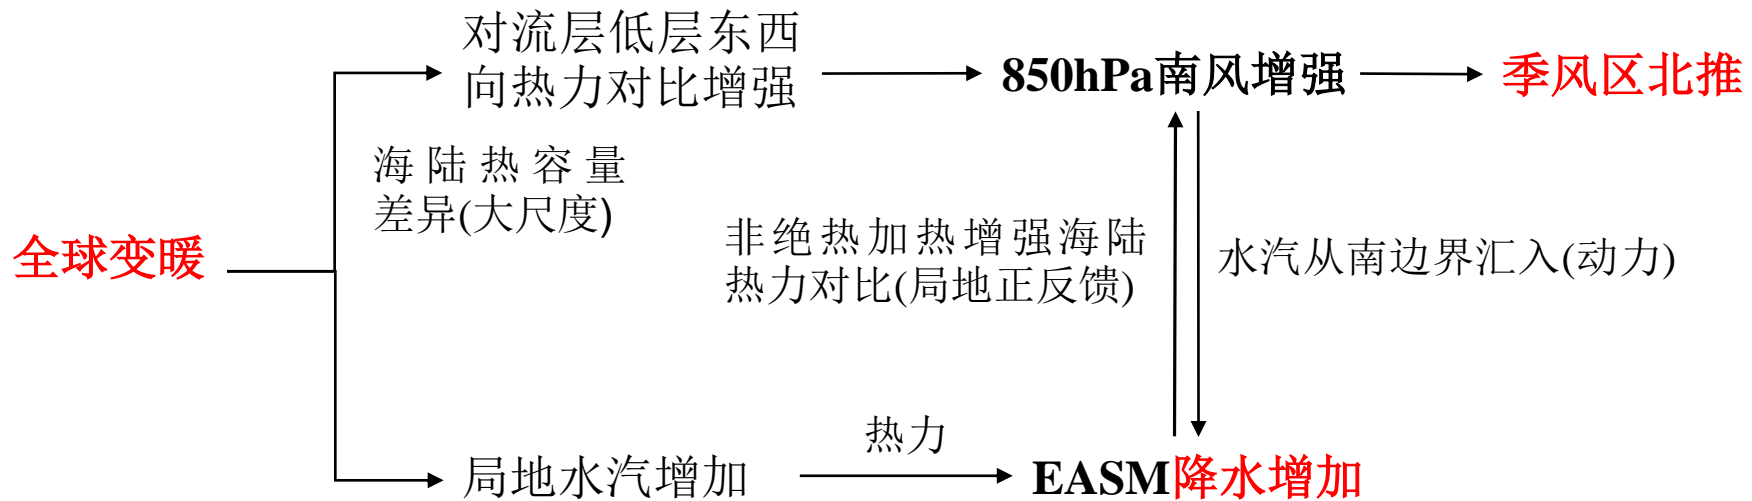 对流层低层东西
向热力对比增强
850hPa南风增强
季风区北推
海陆热容量
差异(大尺度)
全球变暖
非绝热加热增强海陆
热力对比(局地正反馈)
水汽从南边界汇入(动力)
热力
局地水汽增加
EASM降水增加